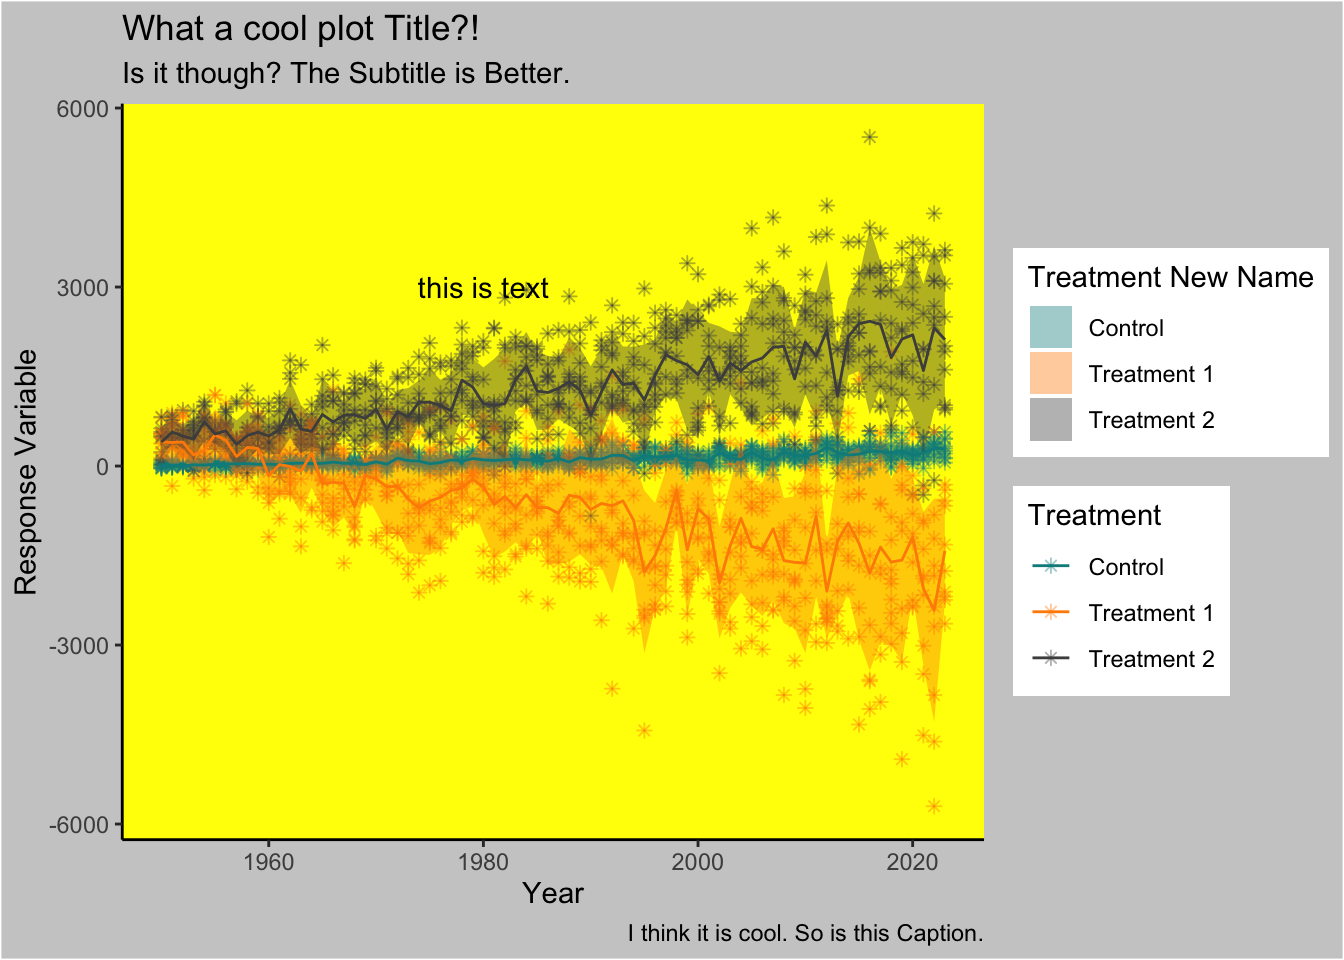 What a cool plot Title?!
Is it though? The Subtitle is Better.
6000
3000
0
-3000
-6000
Response Variable
this is text
1960 1980 2000 2020
Year
I think it is cool. So is this Caption.
Treatment New Name
Control
Treatment 1
Treatment 2
Treatment
Control
Treatment 1
Treatment 2